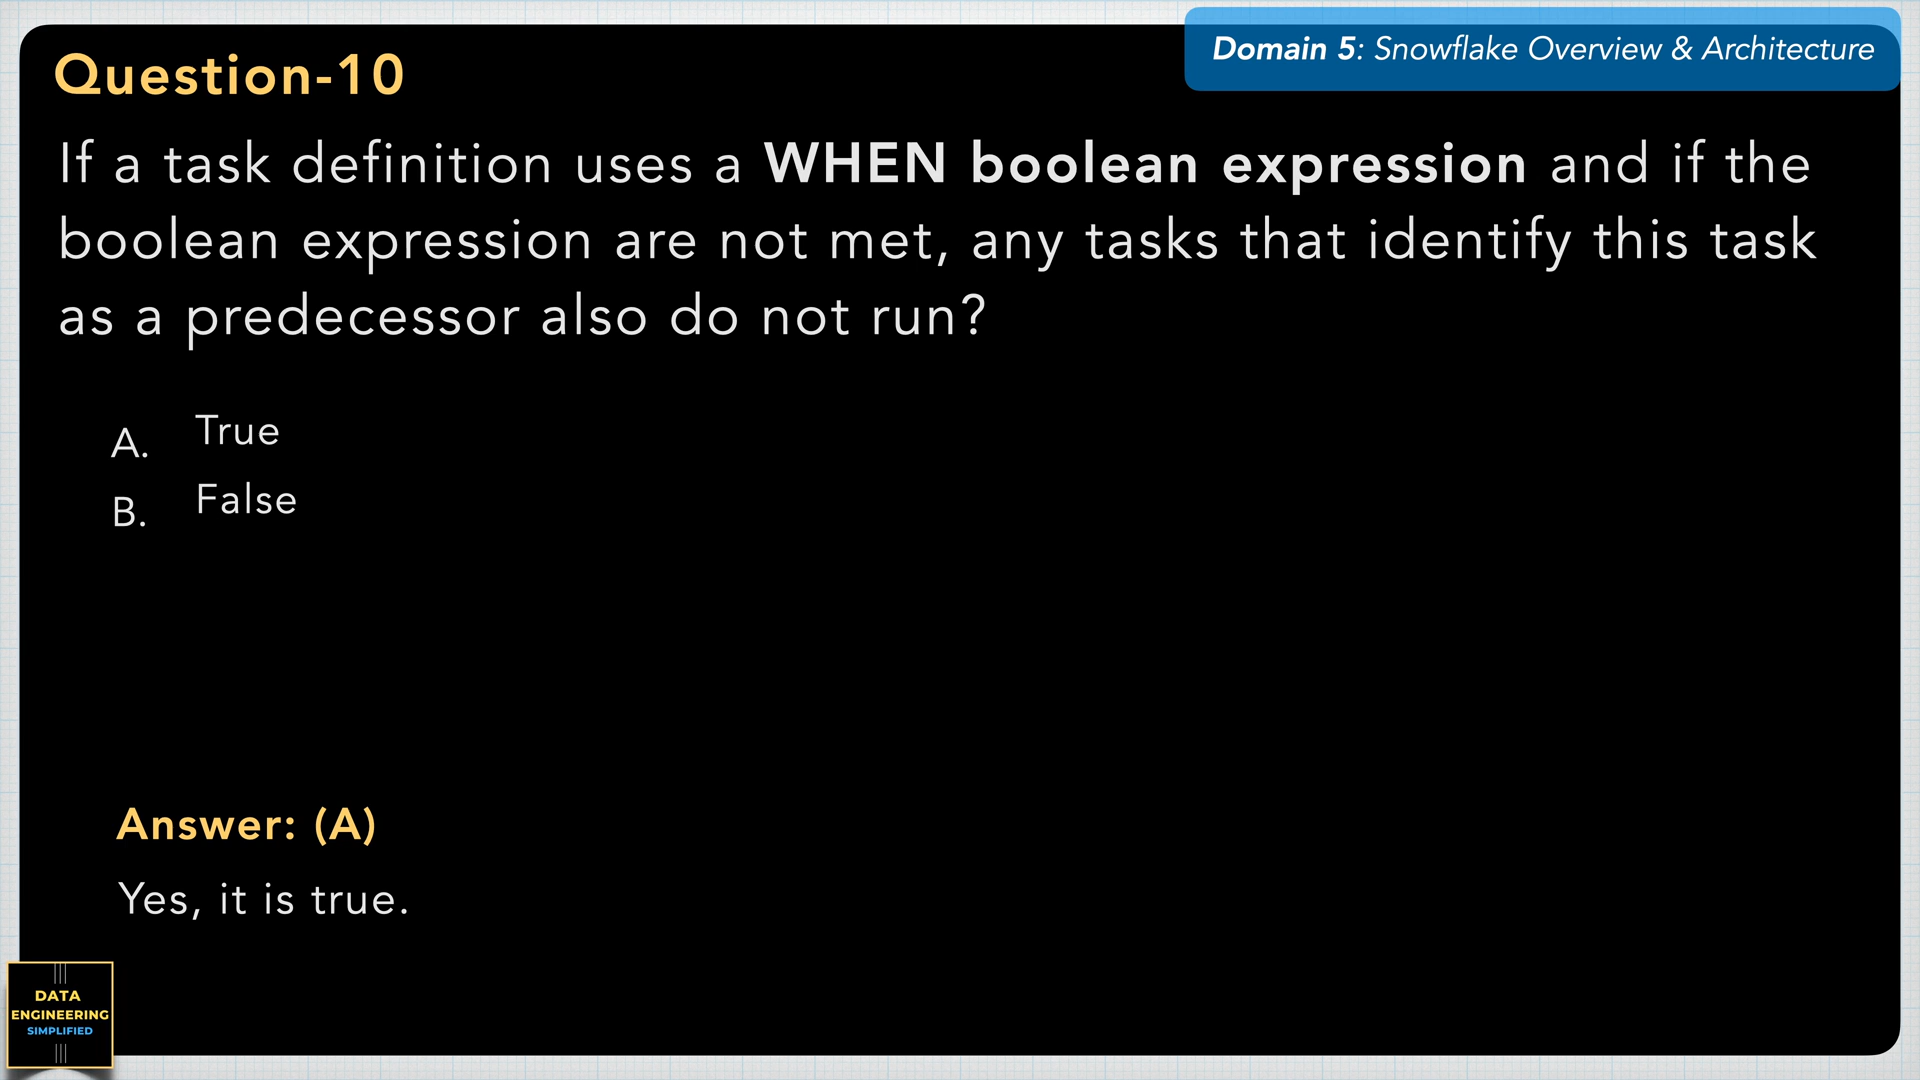 Domain 5: Snowflake Overview & Architecture
Question-10
If a task definition uses a WHEN boolean expression and if the
boolean expression are not met, any tasks that identify this task
as a predecessor also do not run?
A. True
B. False
Answer: (A)
Yes, it is true.
DATA
ENGINEERING
SIMPLIFIED